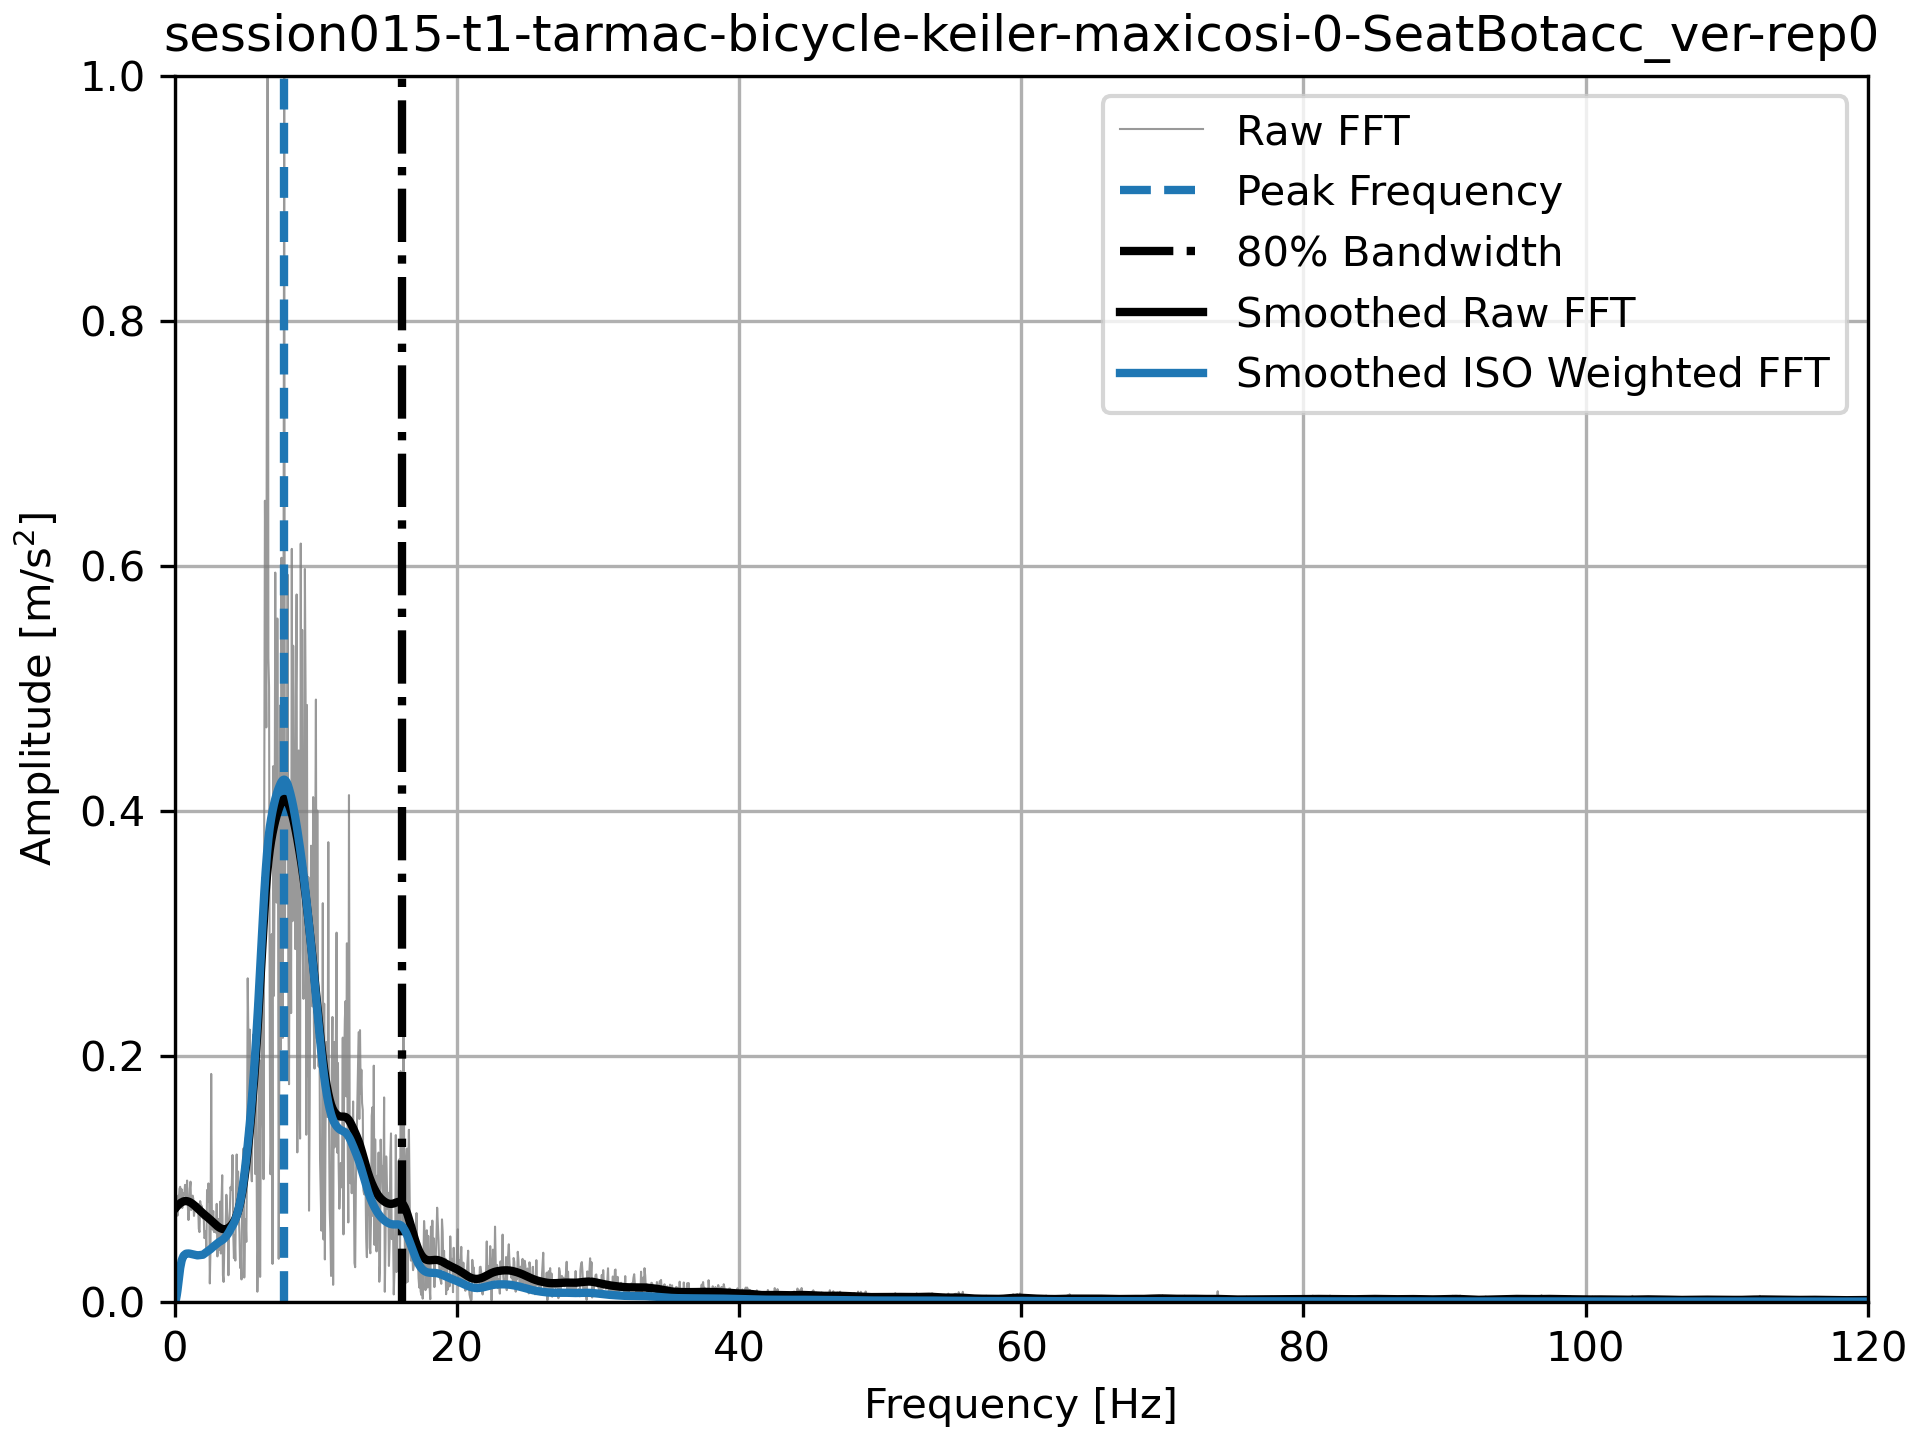 session015-t1-tarmac-bicycle-keiler-maxicosi-0-SeatBotacc_ver-rep0
1.0
0.8
0.6
0.4
0.2
0.0
Amplitude [m/s²]
Raw FFT
Peak Frequency
80% Bandwidth
Smoothed Raw FFT
Smoothed ISO Weighted FFT
0 20 40 60 80 100 120
Frequency [Hz]